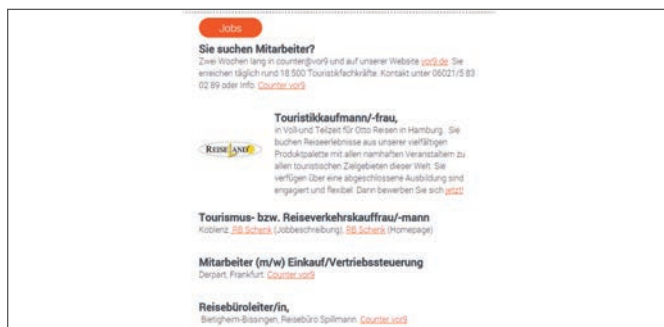 Jobs
Sie suchen Mitarbeiter?
Zwei Wochen lang in counter@vor9 und auf unserer Website vor9.de. Sie
erreichen täglich rund 18.500 Touristikfachkräfte. Kontakt unter 06021/5 83
02 89 oder Info. Counter vor9
Touristikkaufmann/-frau,
in Voll-und Teilzeit für Otto Reisen in Hamburg. Sie
buchen Reiseerlebnisse aus unserer vielfältigen
REISELAND
Produktpalette mit allen namhaften Veranstaltern zu
allen touristischen Zielgebieten dieser Welt. Sie
verfügen über eine abgeschlossene Ausbildung sind
engagiert und flexibel. Dann bewerben Sie sich jetzt!
Tourismus- bzw. Reiseverkehrskauffrau/-mann
Koblenz, RB Schenk (Jobbeschreibung), RB Schenk (Homepage)
Mitarbeiter (m/w) Einkauf/Vertriebssteuerung
Derpart, Frankfurt. Counter vor9
Reisebüroleiter/in,
Bietigheim-Bissingen, Reisebüro Spillmann. Counter vor9